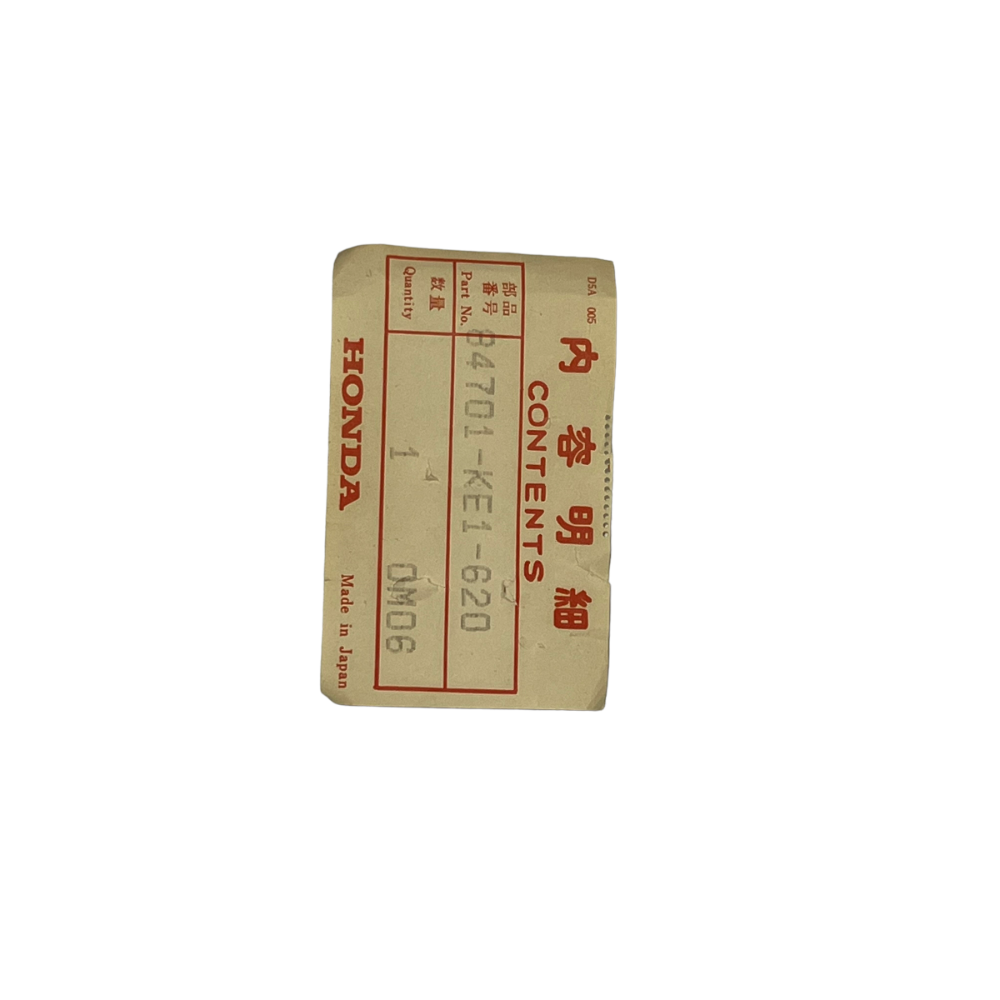 DSA 005
内容明細
CONTENTS
部品番号
Part No.
84701-KE1-620
数量
Quantity
1 0M06
HONDA Made in Japan